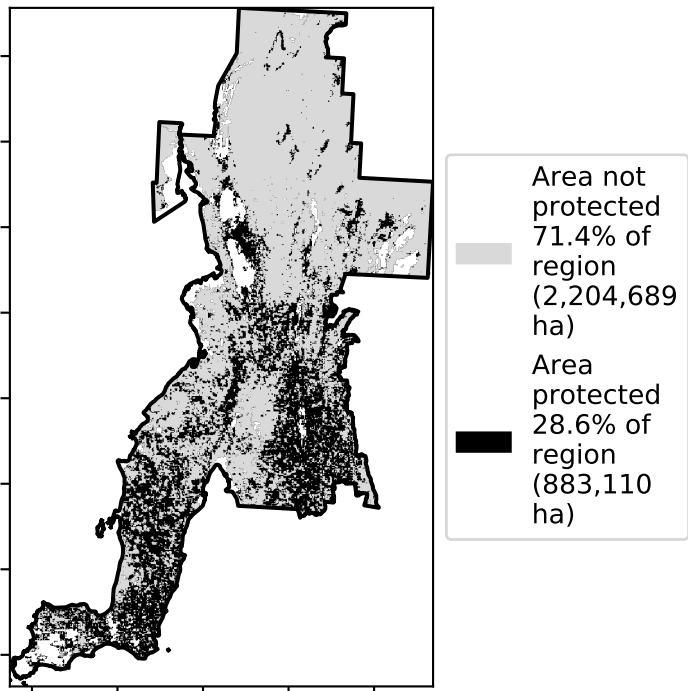 Area not
protected
71.4% of
region
(2,204,689
ha)
Area
protected
28.6% of
region
(883,110
ha)